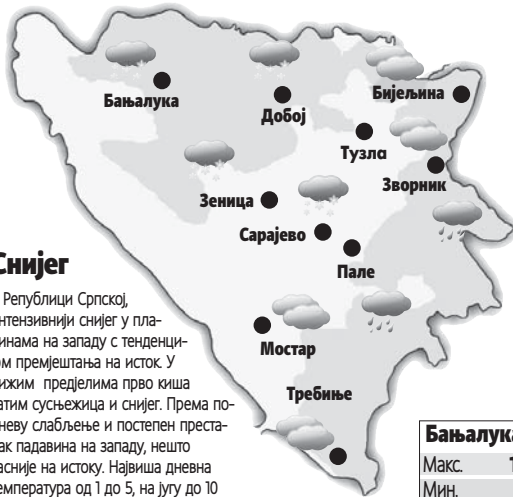 Бањалука
Добој
Бијељина
Тузла
Зворник
Зеница
Сарајево
Пале
Мостар
Требиње
Снијег
Републици Српској,
нтензивнији снијег у пла-
инама на западу с тенденци-
ом премјештања на исток. У
ижим предјелима прво киша
атим сусњежица и снијег. Према по-
неву слабљење и постепен преста-
ак падавина на западу, нешто
асније на истоку. Највиша дневна
емпература од 1 до 5, на југу до 10
Бањалука
Макс.
Мин.